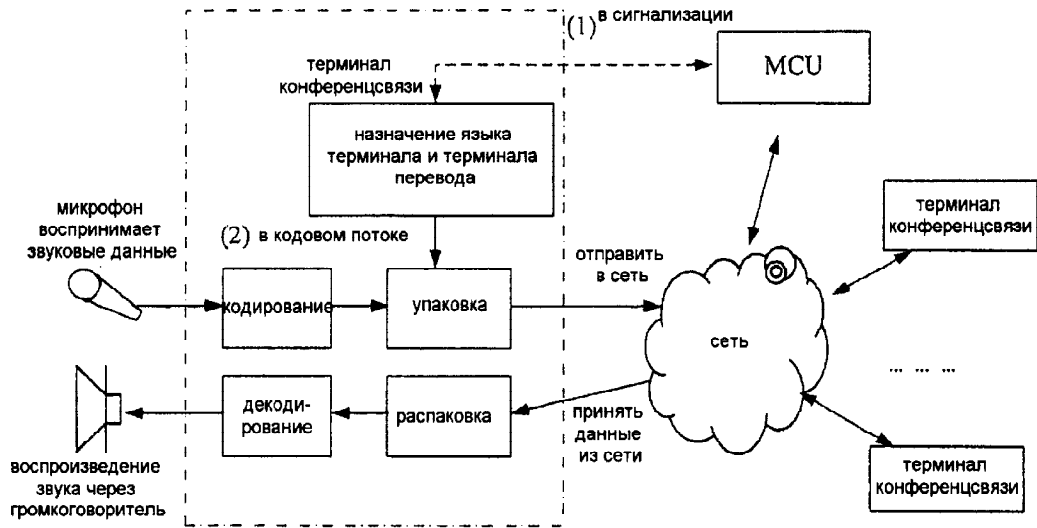 (1) в сигнализации
MCU
терминал
конференцсвязи
назначение языка
терминала и терминала
перевода
микрофон
воспринимает
звуковые данные
(2) в кодовом потоке
отправить
в сеть
терминал
конференцсвязи
кодирование
упаковка
сеть
... ... ...
декоди-
рование
распаковка
принять
данные
из сети
воспроизведение
звука через
громкоговоритель
терминал
конференцсвязи